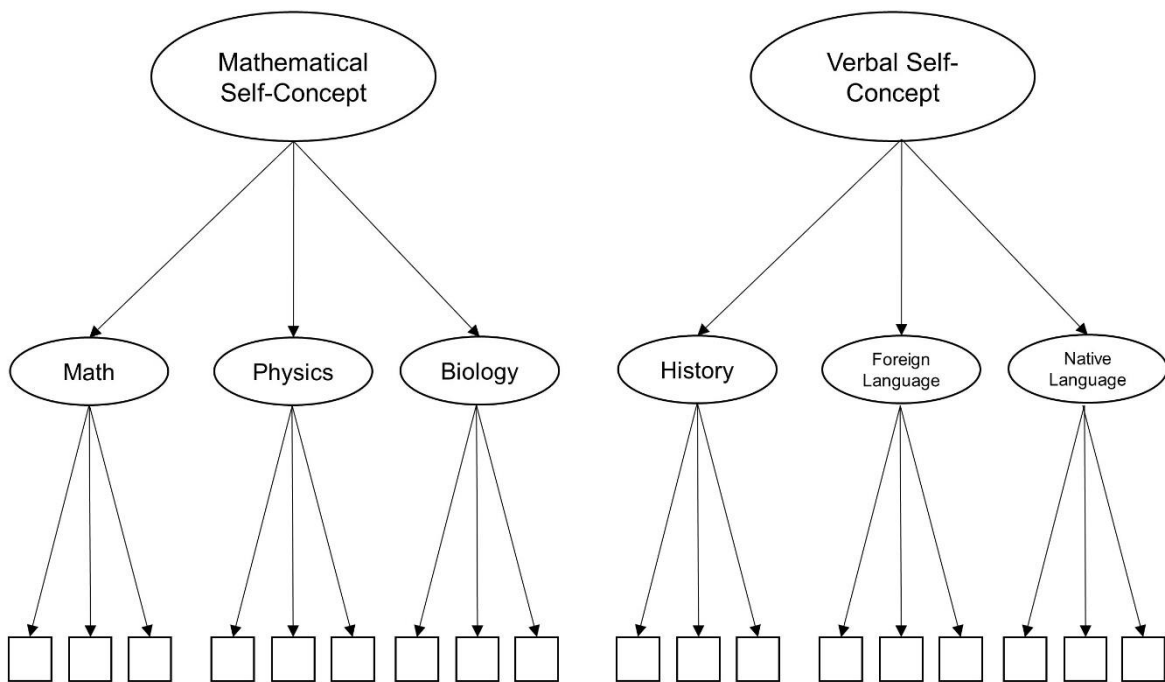 Mathematical
Self-Concept
Verbal Self-
Concept
Math
Physics
Biology
History
Foreign
Language
Native
Language